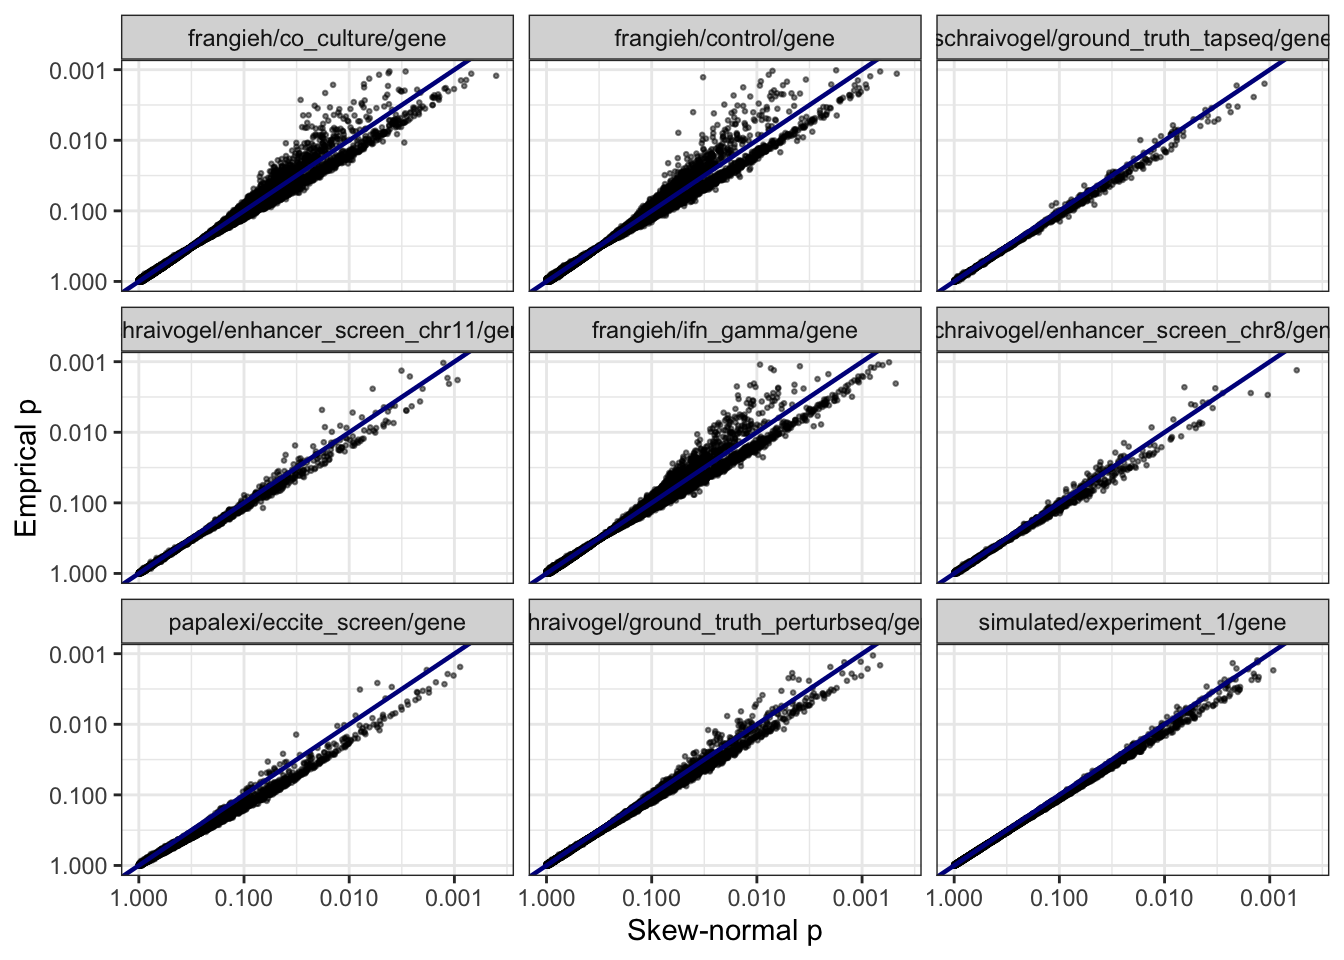 frangieh/co_culture/gene
frangieh/control/gene
schraivogel/ground_truth_tapseq/gene
0.001
0.010
0.100
1.000
hraivogel/enhancer_screen_chr11/ger
frangieh/ifn_gamma/gene
chraivogel/enhancer_screen_chr8/gen
0.001
0.010
0.100
1.000
Emprical p
papalexi/eccite_screen/gene
hraivogel/ground_truth_perturbseq/ge
simulated/experiment_1/gene
0.001
0.010
0.100
1.000
1.000 0.100 0.010 0.001
1.000 0.100 0.010 0.001
1.000 0.100 0.010 0.001
Skew-normal p